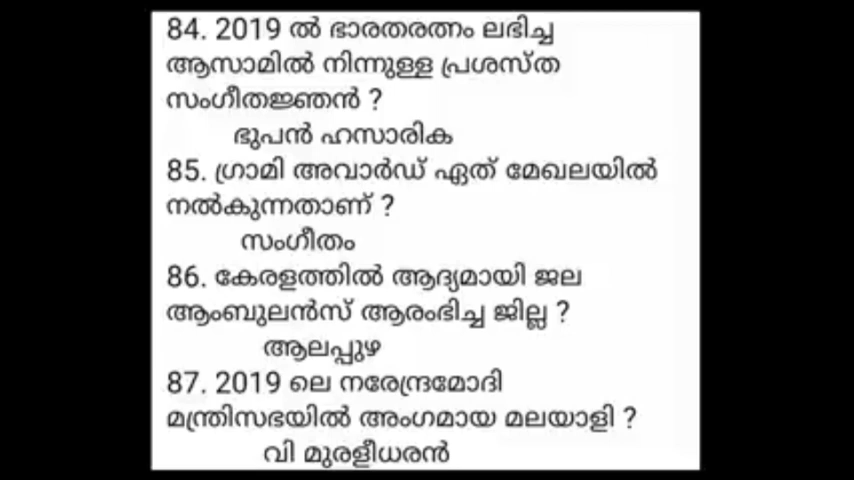 84. 2019 ൽ ഭാരതരത്നം ലഭിച്ച
ആസാമിൽ നിന്നുള്ള പ്രശസ്ത
സംഗീതജ്ഞൻ ?
ഭുപൻ ഹസാരിക
85. ഗ്രാമി അവാർഡ് ഏത് മേഖലയിൽ
നൽകുന്നതാണ് ?
സംഗീതം
86. കേരളത്തിൽ ആദ്യമായി ജല
ആംബുലൻസ് ആരംഭിച്ച ജില്ല ?
ആലപ്പുഴ
87. 2019 ലെ നരേന്ദ്രമോദി
മന്ത്രിസഭയിൽ അംഗമായ മലയാളി ?
വി മുരളീധരൻ